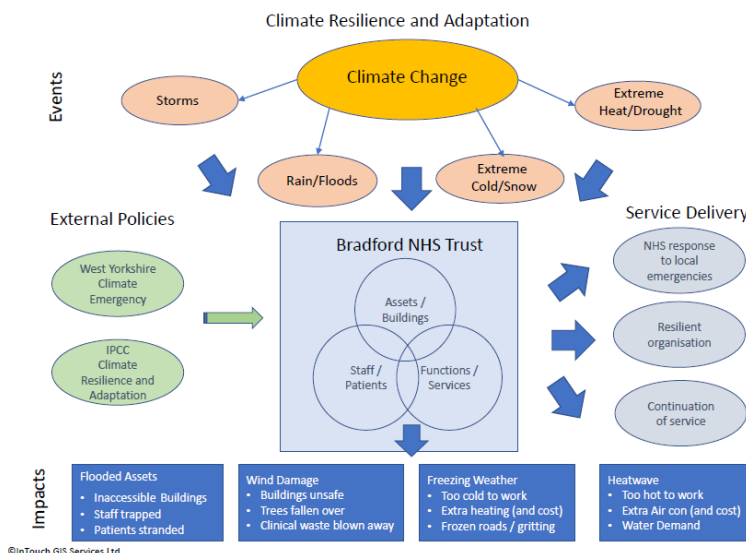 Climate Resilience and Adaptation
Events
Climate Change
Storms
Extreme
Heat/Drought
Rain/Floods
Extreme
Cold/Snow
External Policies
West Yorkshire
Climate
Emergency
IPCC
Climate
Resilience and
Adaptation
Bradford NHS Trust
Assets /
Buildings
Staff /
Patients
Functions /
Services
Service Delivery
NHS response
to local
emergencies
Resilient
organisation
Continuation
of service
Impacts
Flooded Assets
• Inaccessible Buildings
• Staff trapped
• Patients stranded
Wind Damage
• Buildings unsafe
• Trees fallen over
• Clinical waste blown away
Freezing Weather
• Too cold to work
• Extra heating (and cost)
• Frozen roads / gritting
Heatwave
• Too hot to work
• Extra Air con (and cost)
• Water Demand
©InTouch GIS Services Ltd